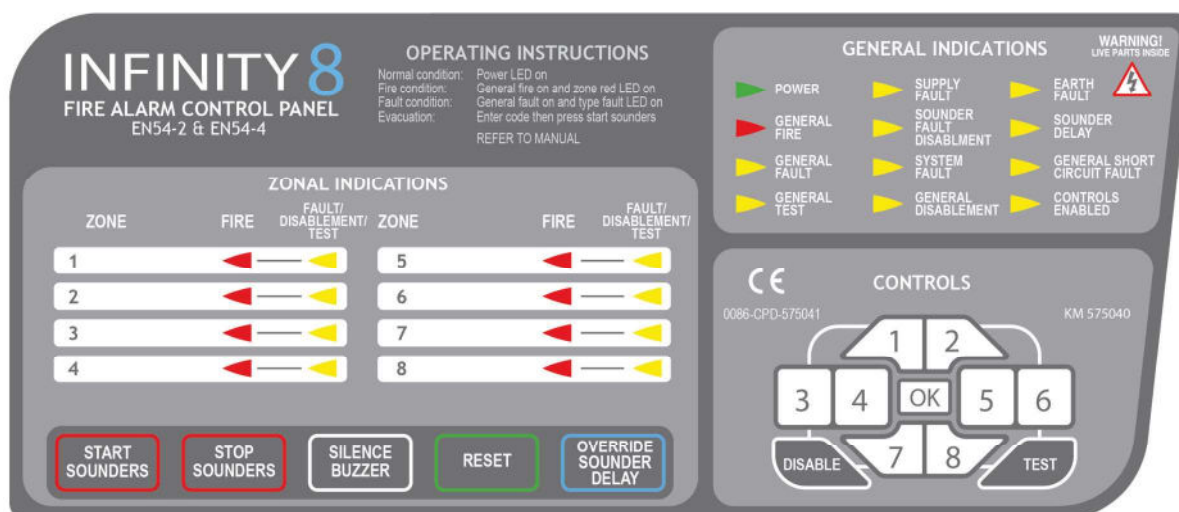 INFINITY 8
FIRE ALARM CONTROL PANEL
EN54-2 & EN54-4
OPERATING INSTRUCTIONS
Normal condition: Power LED on
Fire condition: General fire on and zone red LED on
Fault condition: General fault on and type fault LED on
Evacuation: Enter code then press start sounders
REFER TO MANUAL
ZONAL INDICATIONS
ZONE FIRE FAULT/
DISABLEMENT/
TEST
ZONE FIRE FAULT/
DISABLEMENT/
TEST
1
2
3
4
5
6
7
8
START
SOUNDERS
STOP
SOUNDERS
SILENCE
BUZZER
RESET
OVERRIDE
SOUNDER
DELAY
GENERAL INDICATIONS
WARNING!
LIVE PARTS INSIDE
POWER
GENERAL
FIRE
GENERAL
FAULT
GENERAL
TEST
SUPPLY
FAULT
SOUNDER
FAULT
DISABLMENT
SYSTEM
FAULT
GENERAL
DISABLEMENT
EARTH
FAULT
SOUNDER
DELAY
GENERAL SHORT
CIRCUIT FAULT
CONTROLS
ENABLED
CE
CONTROLS
0086-CPD-575041
KM 575040
1 2
3 4 OK 5 6
DISABLE 7 8 TEST